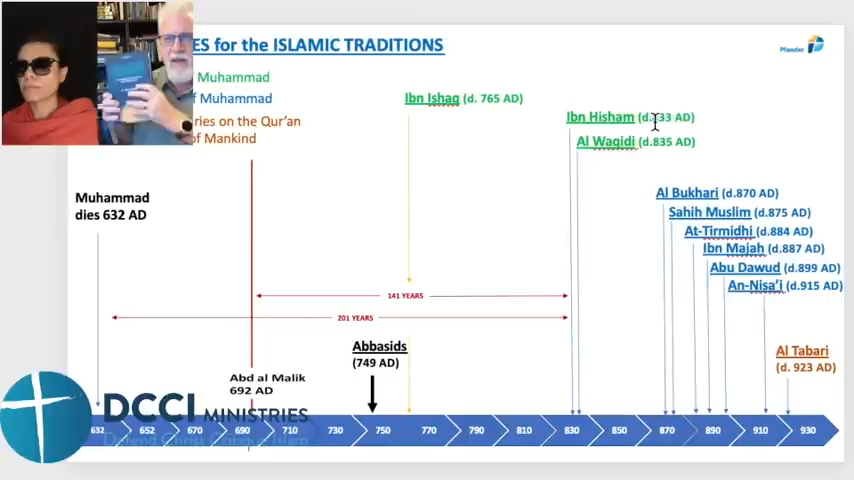 ES for the ISLAMIC TRADITIONS
Pfander
Muhammad
f Muhammad
ries on the Qur'an
of Mankind
Ibn Ishaq (d. 765 AD)
Ibn Hisham (d. 33 AD)
Al Waqidi (d.835 AD)
Muhammad
dies 632 AD
Al Bukhari (d.870 AD)
Sahih Muslim (d.875 AD)
At-Tirmidhi (d.884 AD)
Ibn Majah (d.887 AD)
Abu Dawud (d.899 AD)
An-Nisa'i (d.915 AD)
141 YEARS
201 YEARS
Abbasids
(749 AD)
Al Tabari
(d. 923 AD)
Abd al Malik
692 AD
DCCI MINISTRIES
Defend Christ Critique Islam
632 652 670 690 710 730 750 770 790 810 830 850 870 890 910 930